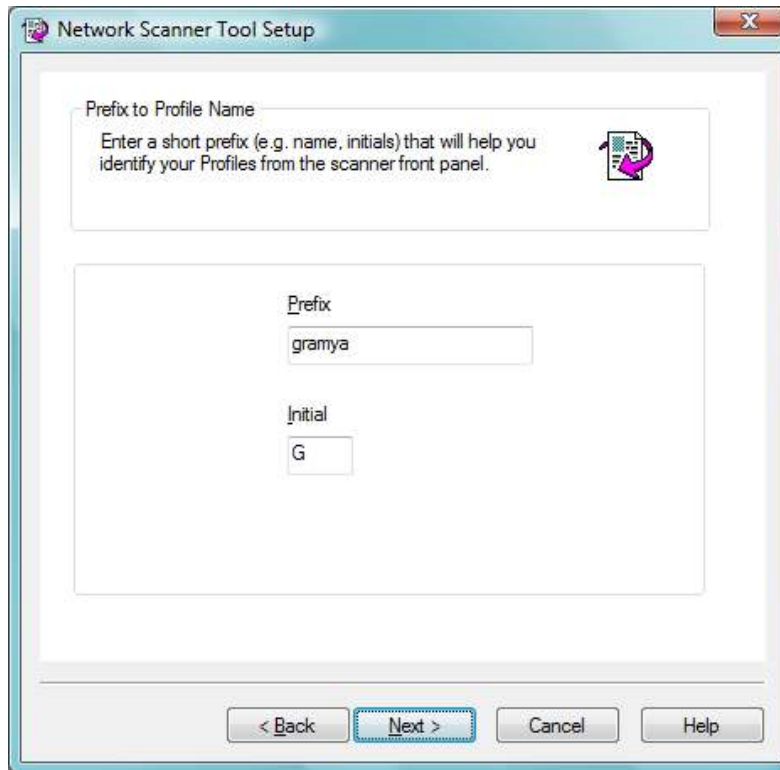 Network Scanner Tool Setup
Prefix to Profile Name
Enter a short prefix (e.g. name, initials) that will help you
identify your Profiles from the scanner front panel.
Prefix
gramya
Initial
G
< Back Next > Cancel Help